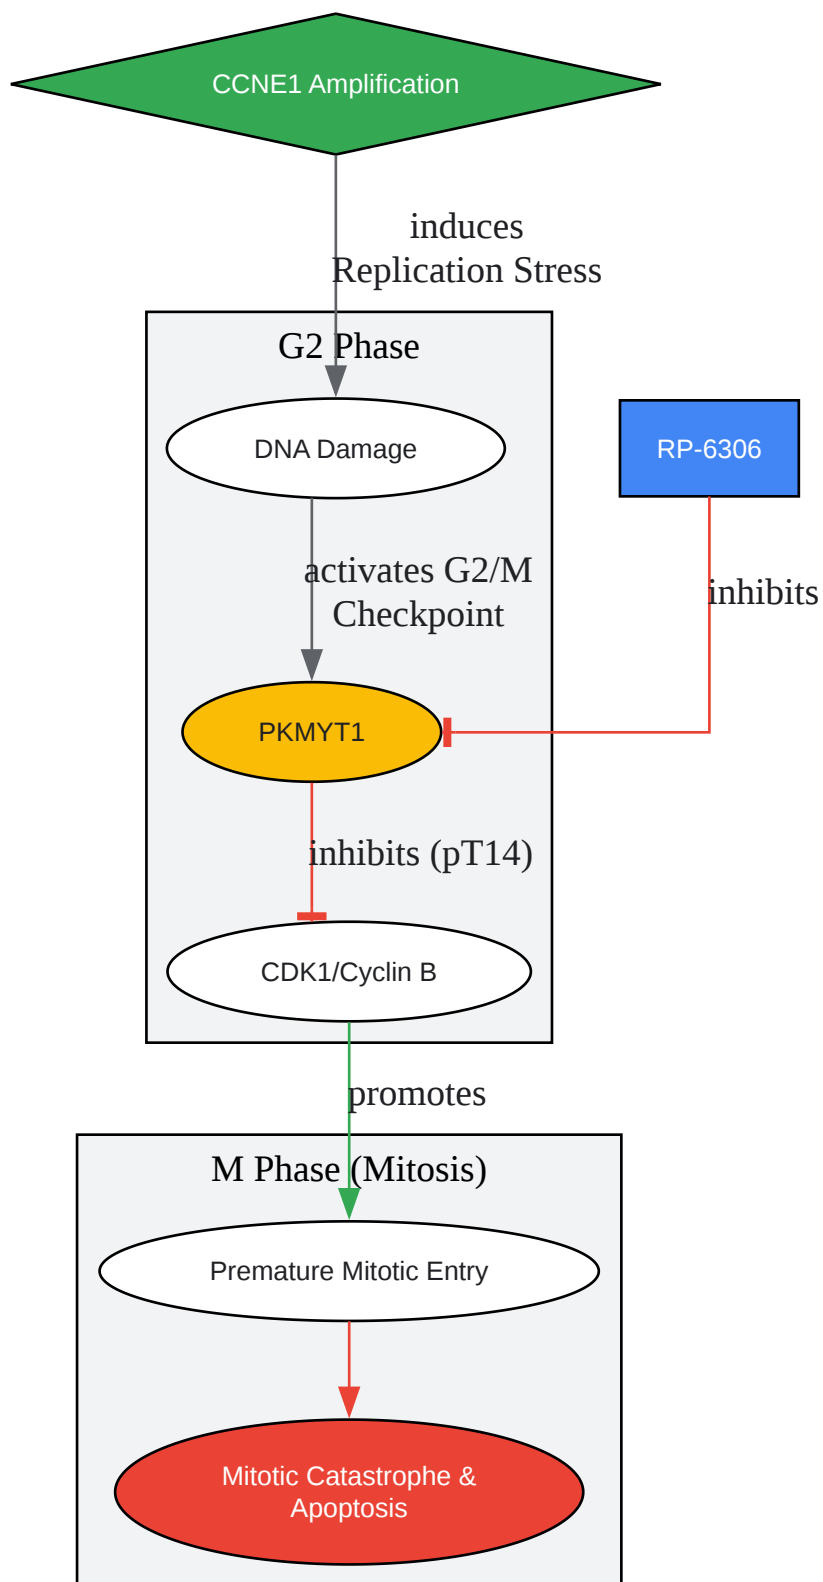 CCNE1 Amplification
induces
Replication Stress
G2 Phase
DNA Damage
RP-6306
activates G2/M
Checkpoint
inhibits
PKMYT1
inhibits (pT14)
CDK1/Cyclin B
promotes
M Phase (Mitosis)
Premature Mitotic Entry
Mitotic Catastrophe &
Apoptosis